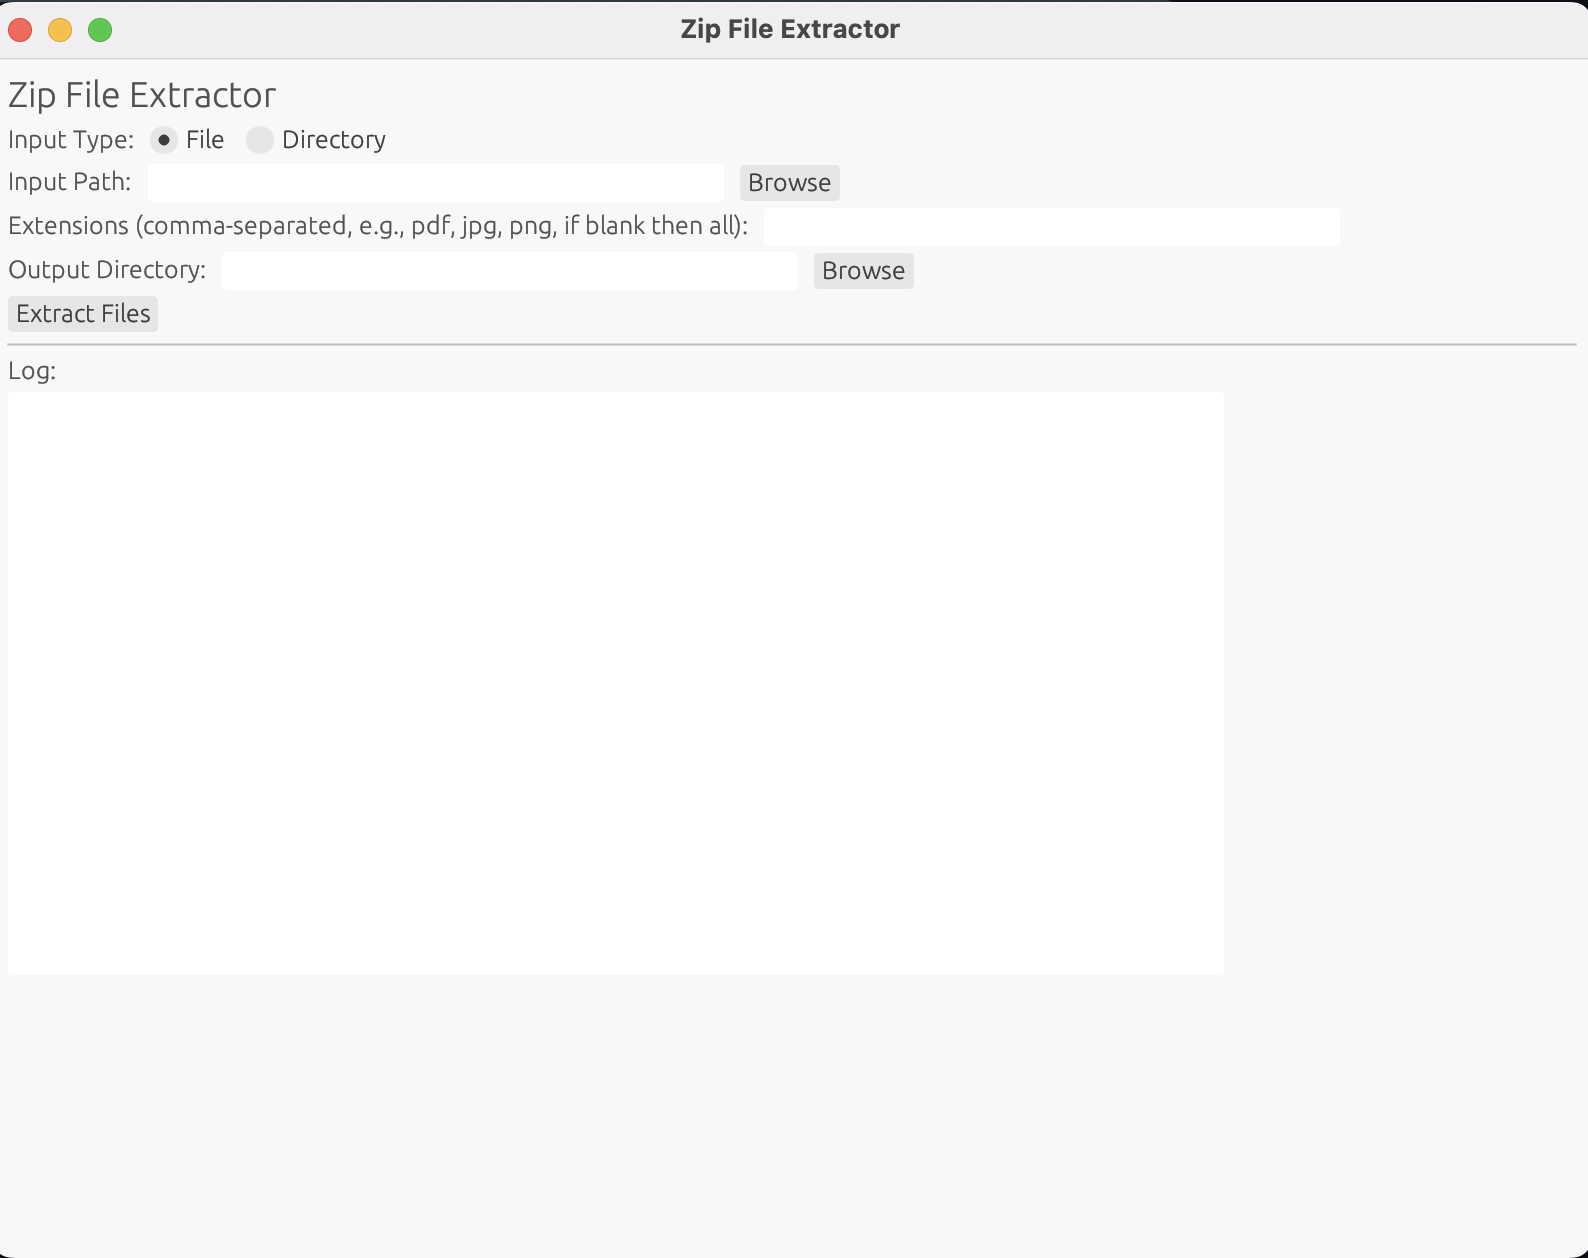 Zip File Extractor
Zip File Extractor
Input Type: File Directory
Input Path: Browse
Extensions (comma-separated, e.g., pdf, jpg, png, if blank then all):
Output Directory: Browse
Extract Files
Log: